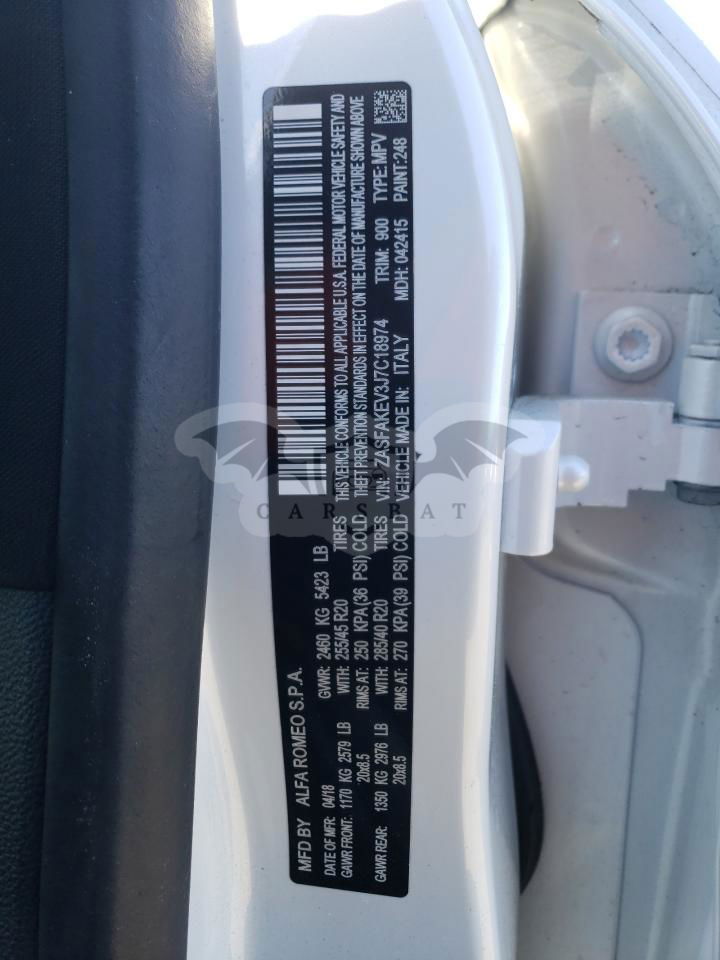 MFD BY ALFA ROMEO S.P.A.
DATE OF MFR: 04/18 GVWR: 2460 KG 5423 LB
GAWR FRONT: 1170 KG 2579 LB WITH: 255/45 R20 TIRES THIS VEHICLE CONFORMS TO ALL APPLICABLE U.S.A. FEDERAL MOTOR VEHICLE SAFETY AND
20x8.5 RIMS AT: 250 KPA(36 PSI) COLD THEFT PREVENTION STANDARDS IN EFFECT ON THE DATE OF MANUFACTURE SHOWN ABOVE
GAWR REAR: 1350 KG 2976 LB WITH: 285/40 R20 TIRES VIN: ZASFAKEV3J7C18974 TRIM: 900 TYPE: MPV
20x8.5 RIMS AT: 270 KPA(39 PSI) COLD VEHICLE MADE IN: ITALY MDH: 042415 PAINT:248
CARSBAT